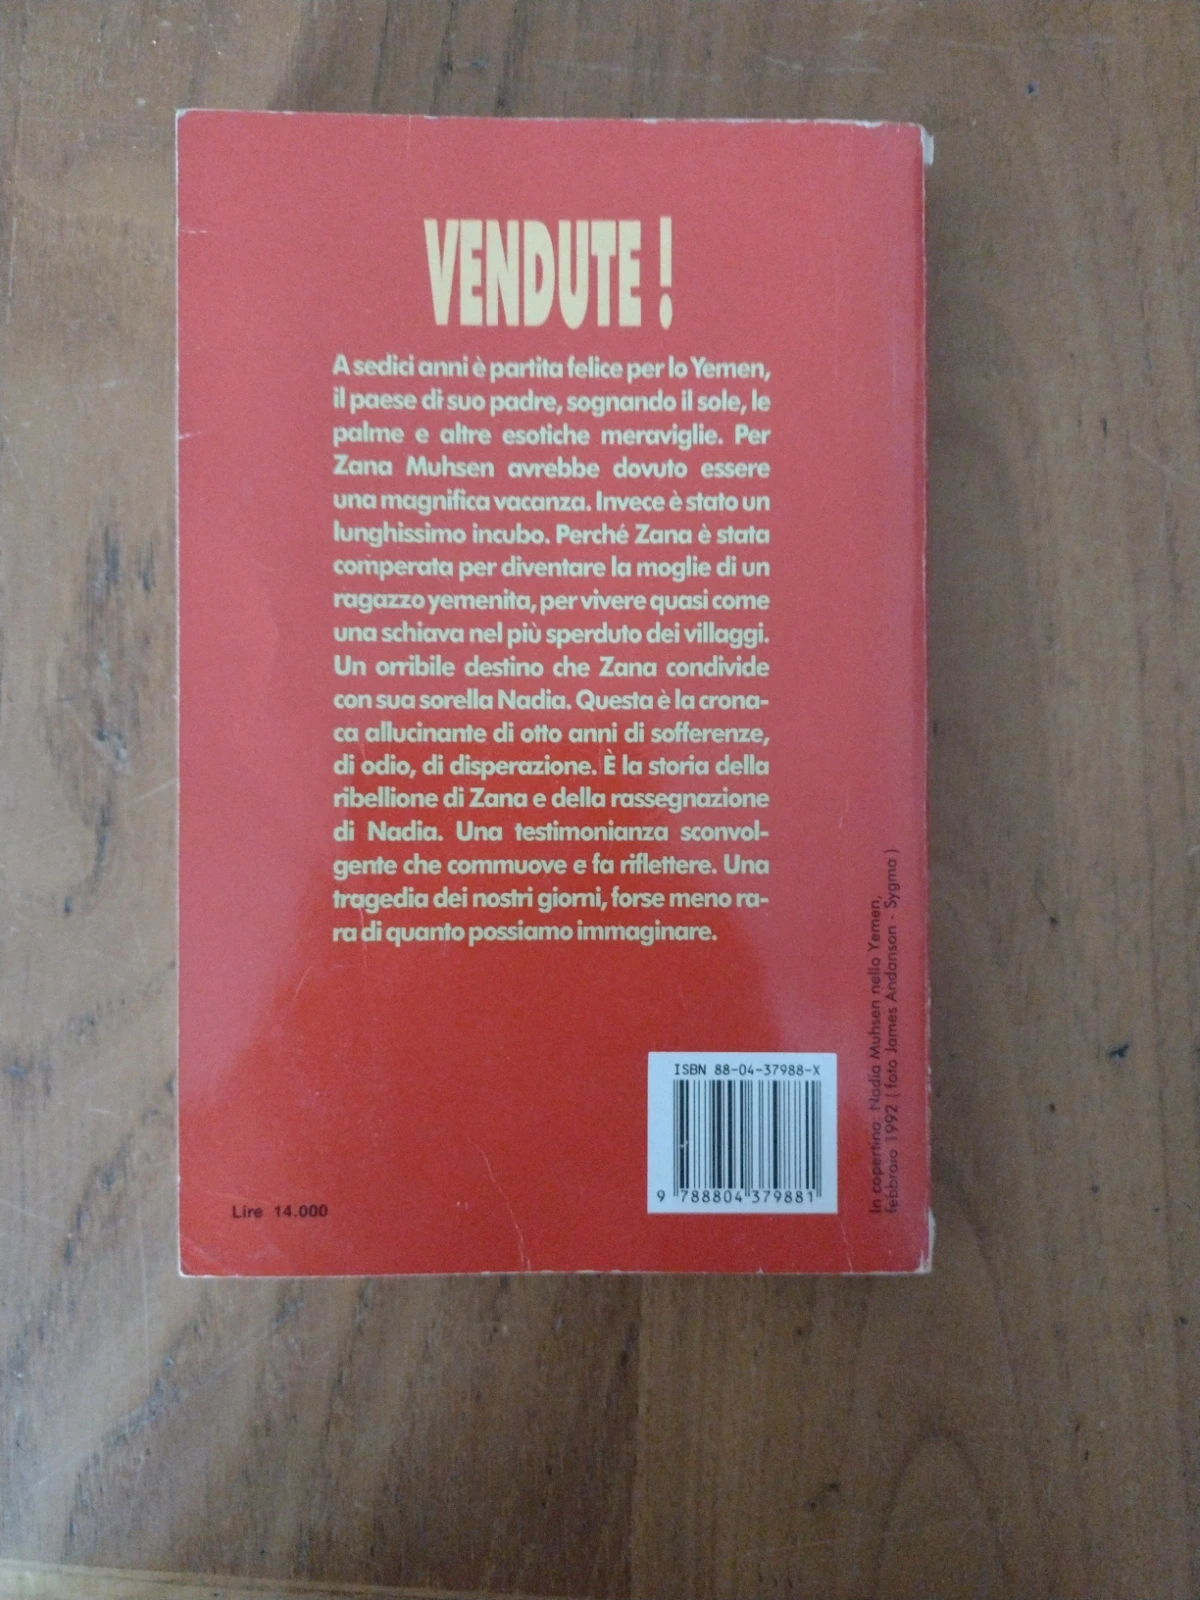 VENDUTE!
A sedici anni è partita felice per lo Yemen,
il paese di suo padre, sognando il sole, le
palme e altre esotiche meraviglie. Per
Zana Muhsen avrebbe dovuto essere
una magnifica vacanza. Invece è stato un
lunghissimo incubo. Perché Zana è stata
comperata per diventare la moglie di un
ragazzo yemenita, per vivere quasi come
una schiava nel più sperduto dei villaggi.
Un orribile destino che Zana condivide
con sua sorella Nadia. Questa è la crona-
ca allucinante di otto anni di sofferenze,
di odio, di disperazione. È la storia della
ribellione di Zana e della rassegnazione
di Nadia. Una testimonianza sconvol-
gente che commuove e fa riflettere. Una
tragedia dei nostri giorni, forse meno ra-
ra di quanto possiamo immaginare.
In copertina: Nadia Muhsen nello Yemen,
febbraio 1992 ( foto James Andanson - Sygma )
ISBN 88-04-37988-X
9 788804 379881
Lire 14.000